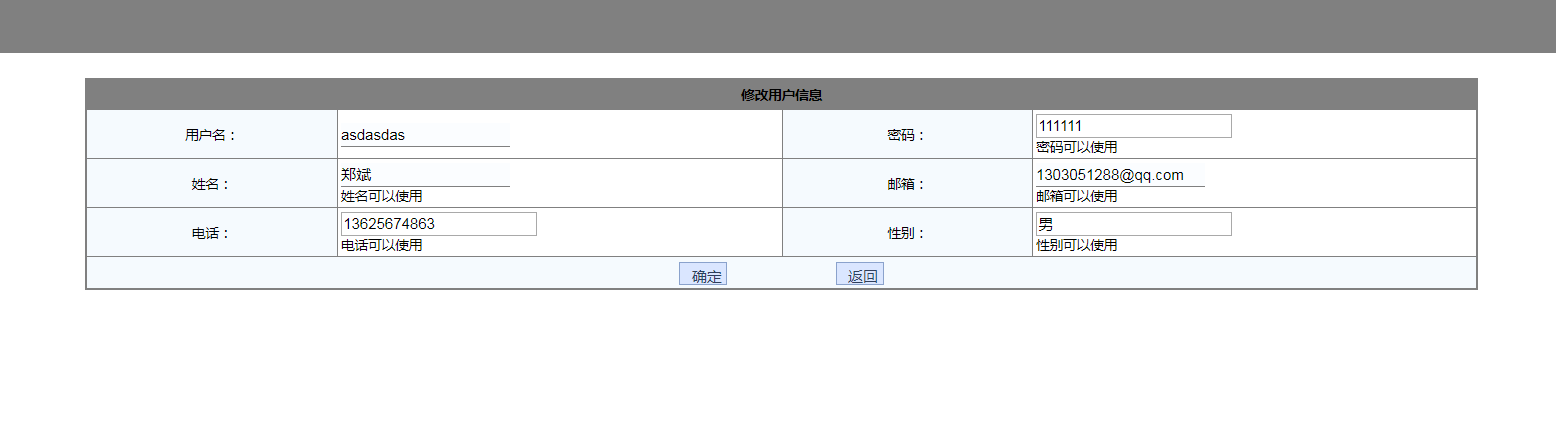 修改用户信息
用户名： asdasdas 密码： 111111
密码可以使用
姓名： 郑斌 邮箱： 1303051288@qq.com
姓名可以使用 邮箱可以使用
电话： 13625674863 性别： 男
电话可以使用 性别可以使用
确定 返回